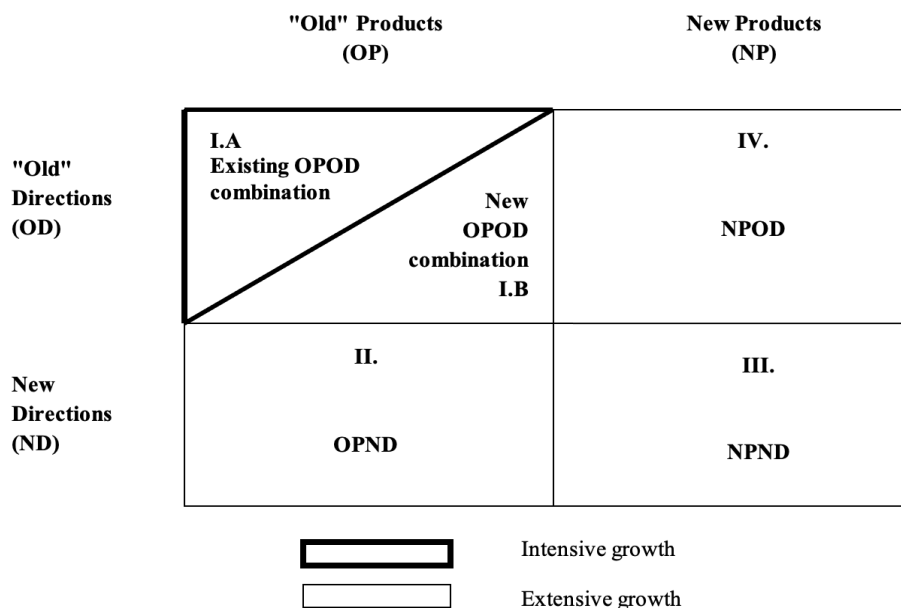 "Old" Products
(OP)
New Products
(NP)
"Old"
Directions
(OD)
I.A
Existing OPOD
combination
New
OPOD
combination
I.B
IV.
NPOD
New
Directions
(ND)
II.
OPND
III.
NPND
Intensive growth
Extensive growth